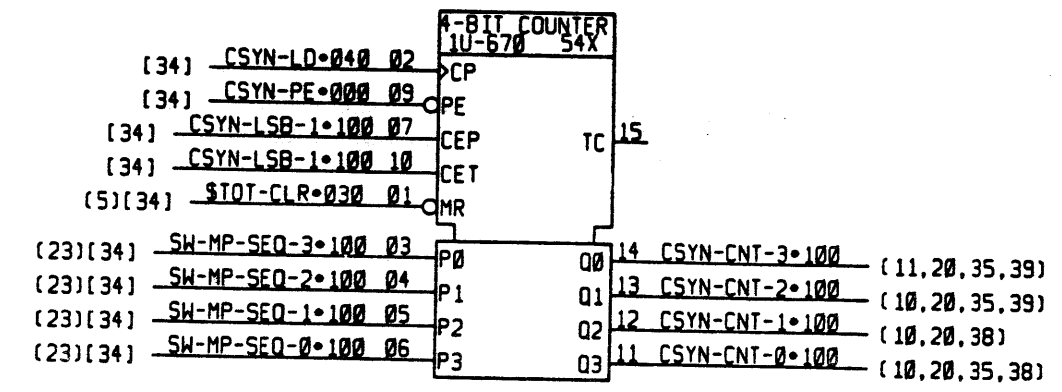 4-BIT COUNTER
1U-670 S4X
[34] CSYN-LD•040 02 CP
[34] CSYN-PE•000 09 PE
[34] CSYN-LSB-1•100 07 CEP TC 15
[34] CSYN-LSB-1•100 10 CET
(5)[34] $TOT-CLR•030 01 MR
(23)[34] SW-MP-SEQ-3•100 03 P0 Q0 14 CSYN-CNT-3•100 (11,20,35,39)
(23)[34] SW-MP-SEQ-2•100 04 P1 Q1 13 CSYN-CNT-2•100 (10,20,35,39)
(23)[34] SW-MP-SEQ-1•100 05 P2 Q2 12 CSYN-CNT-1•100 (10,20,38)
(23)[34] SW-MP-SEQ-0•100 06 P3 Q3 11 CSYN-CNT-0•100 (10,20,35,38)